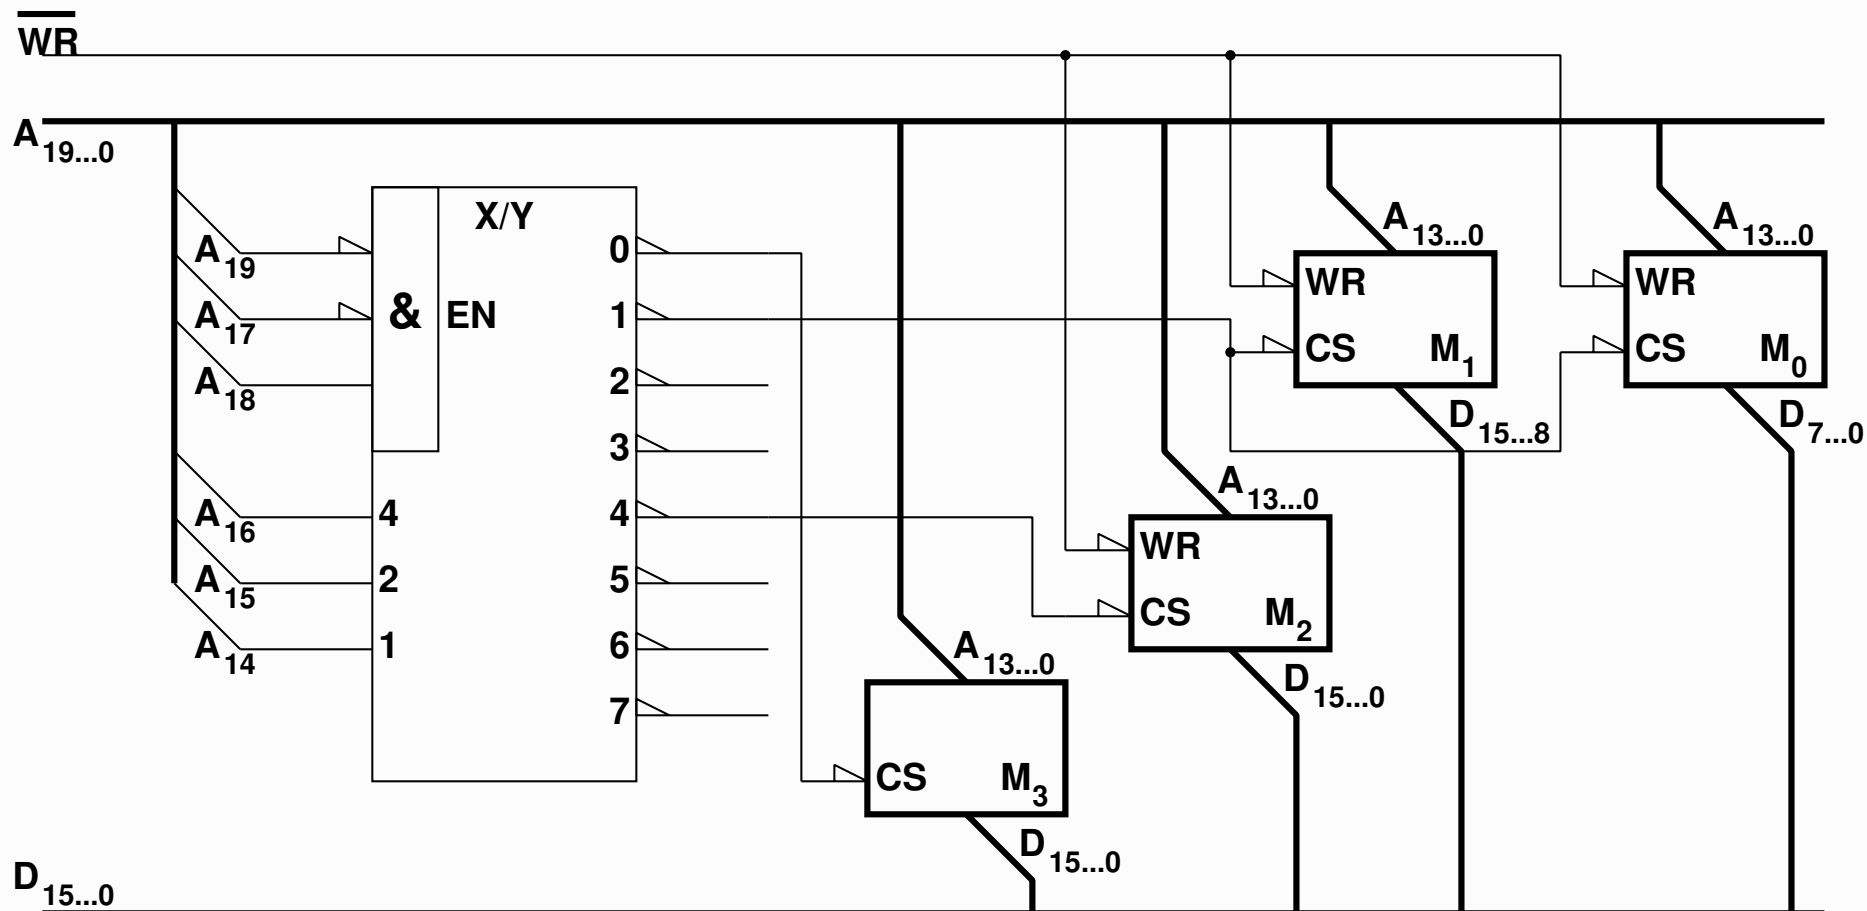 WR
A19...0
X/Y
A19
A17
A18
& EN
A16 4
A15 2
A14 1
0
1
2
3
4
5
6
7
A13...0
WR
CS M1
D15...8
A13...0
WR
CS M0
D7...0
A13...0
WR
CS M2
D15...0
A13...0
CS M3
D15...0
D15...0